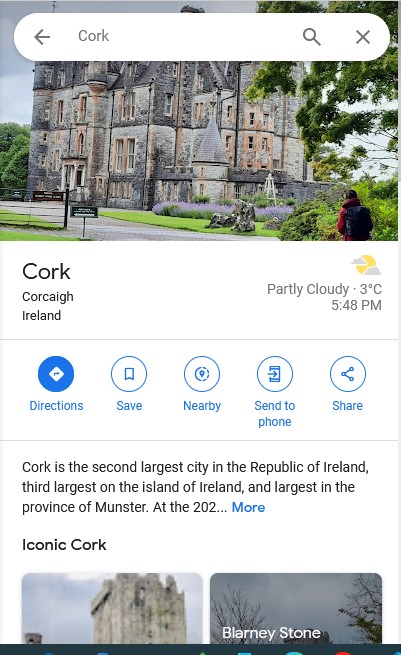 Cork
Cork
Corcaigh
Ireland
Partly Cloudy · 3°C
5:48 PM
Directions
Save
Nearby
Send to
phone
Share
Cork is the second largest city in the Republic of Ireland,
third largest on the island of Ireland, and largest in the
province of Munster. At the 202... More
Iconic Cork
Blarney Stone